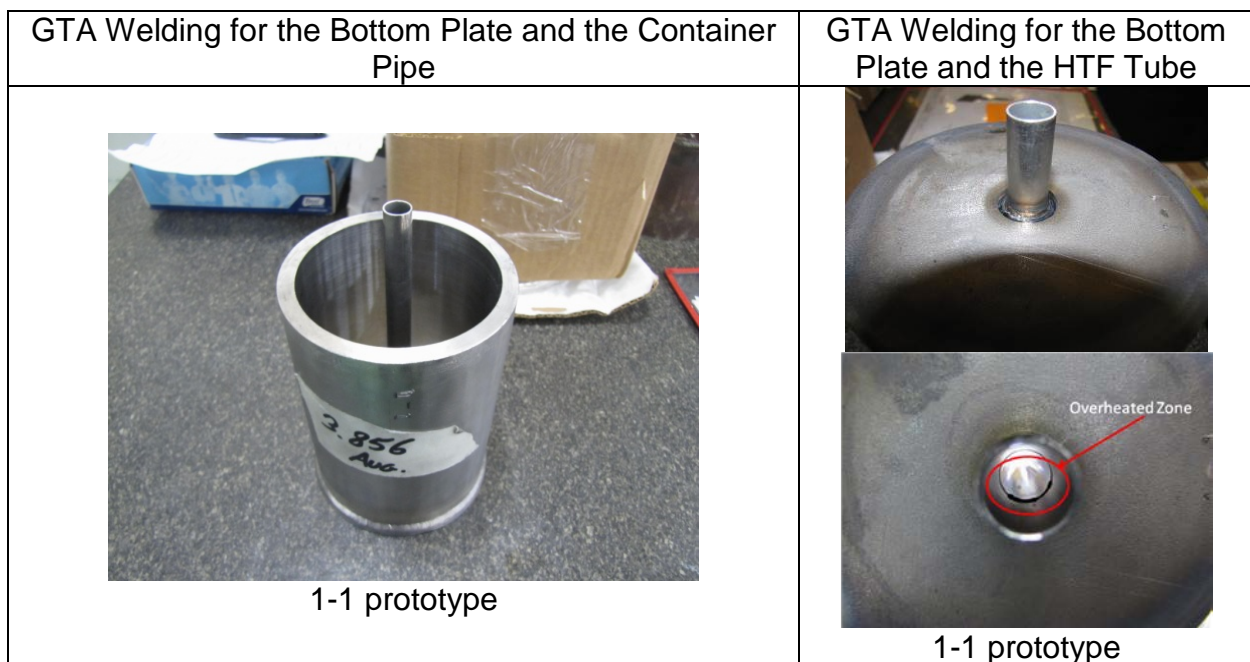 GTA Welding for the Bottom Plate and the Container
Pipe
GTA Welding for the Bottom
Plate and the HTF Tube
3.856
Aug.
1-1 prototype
Overheated Zone
1-1 prototype